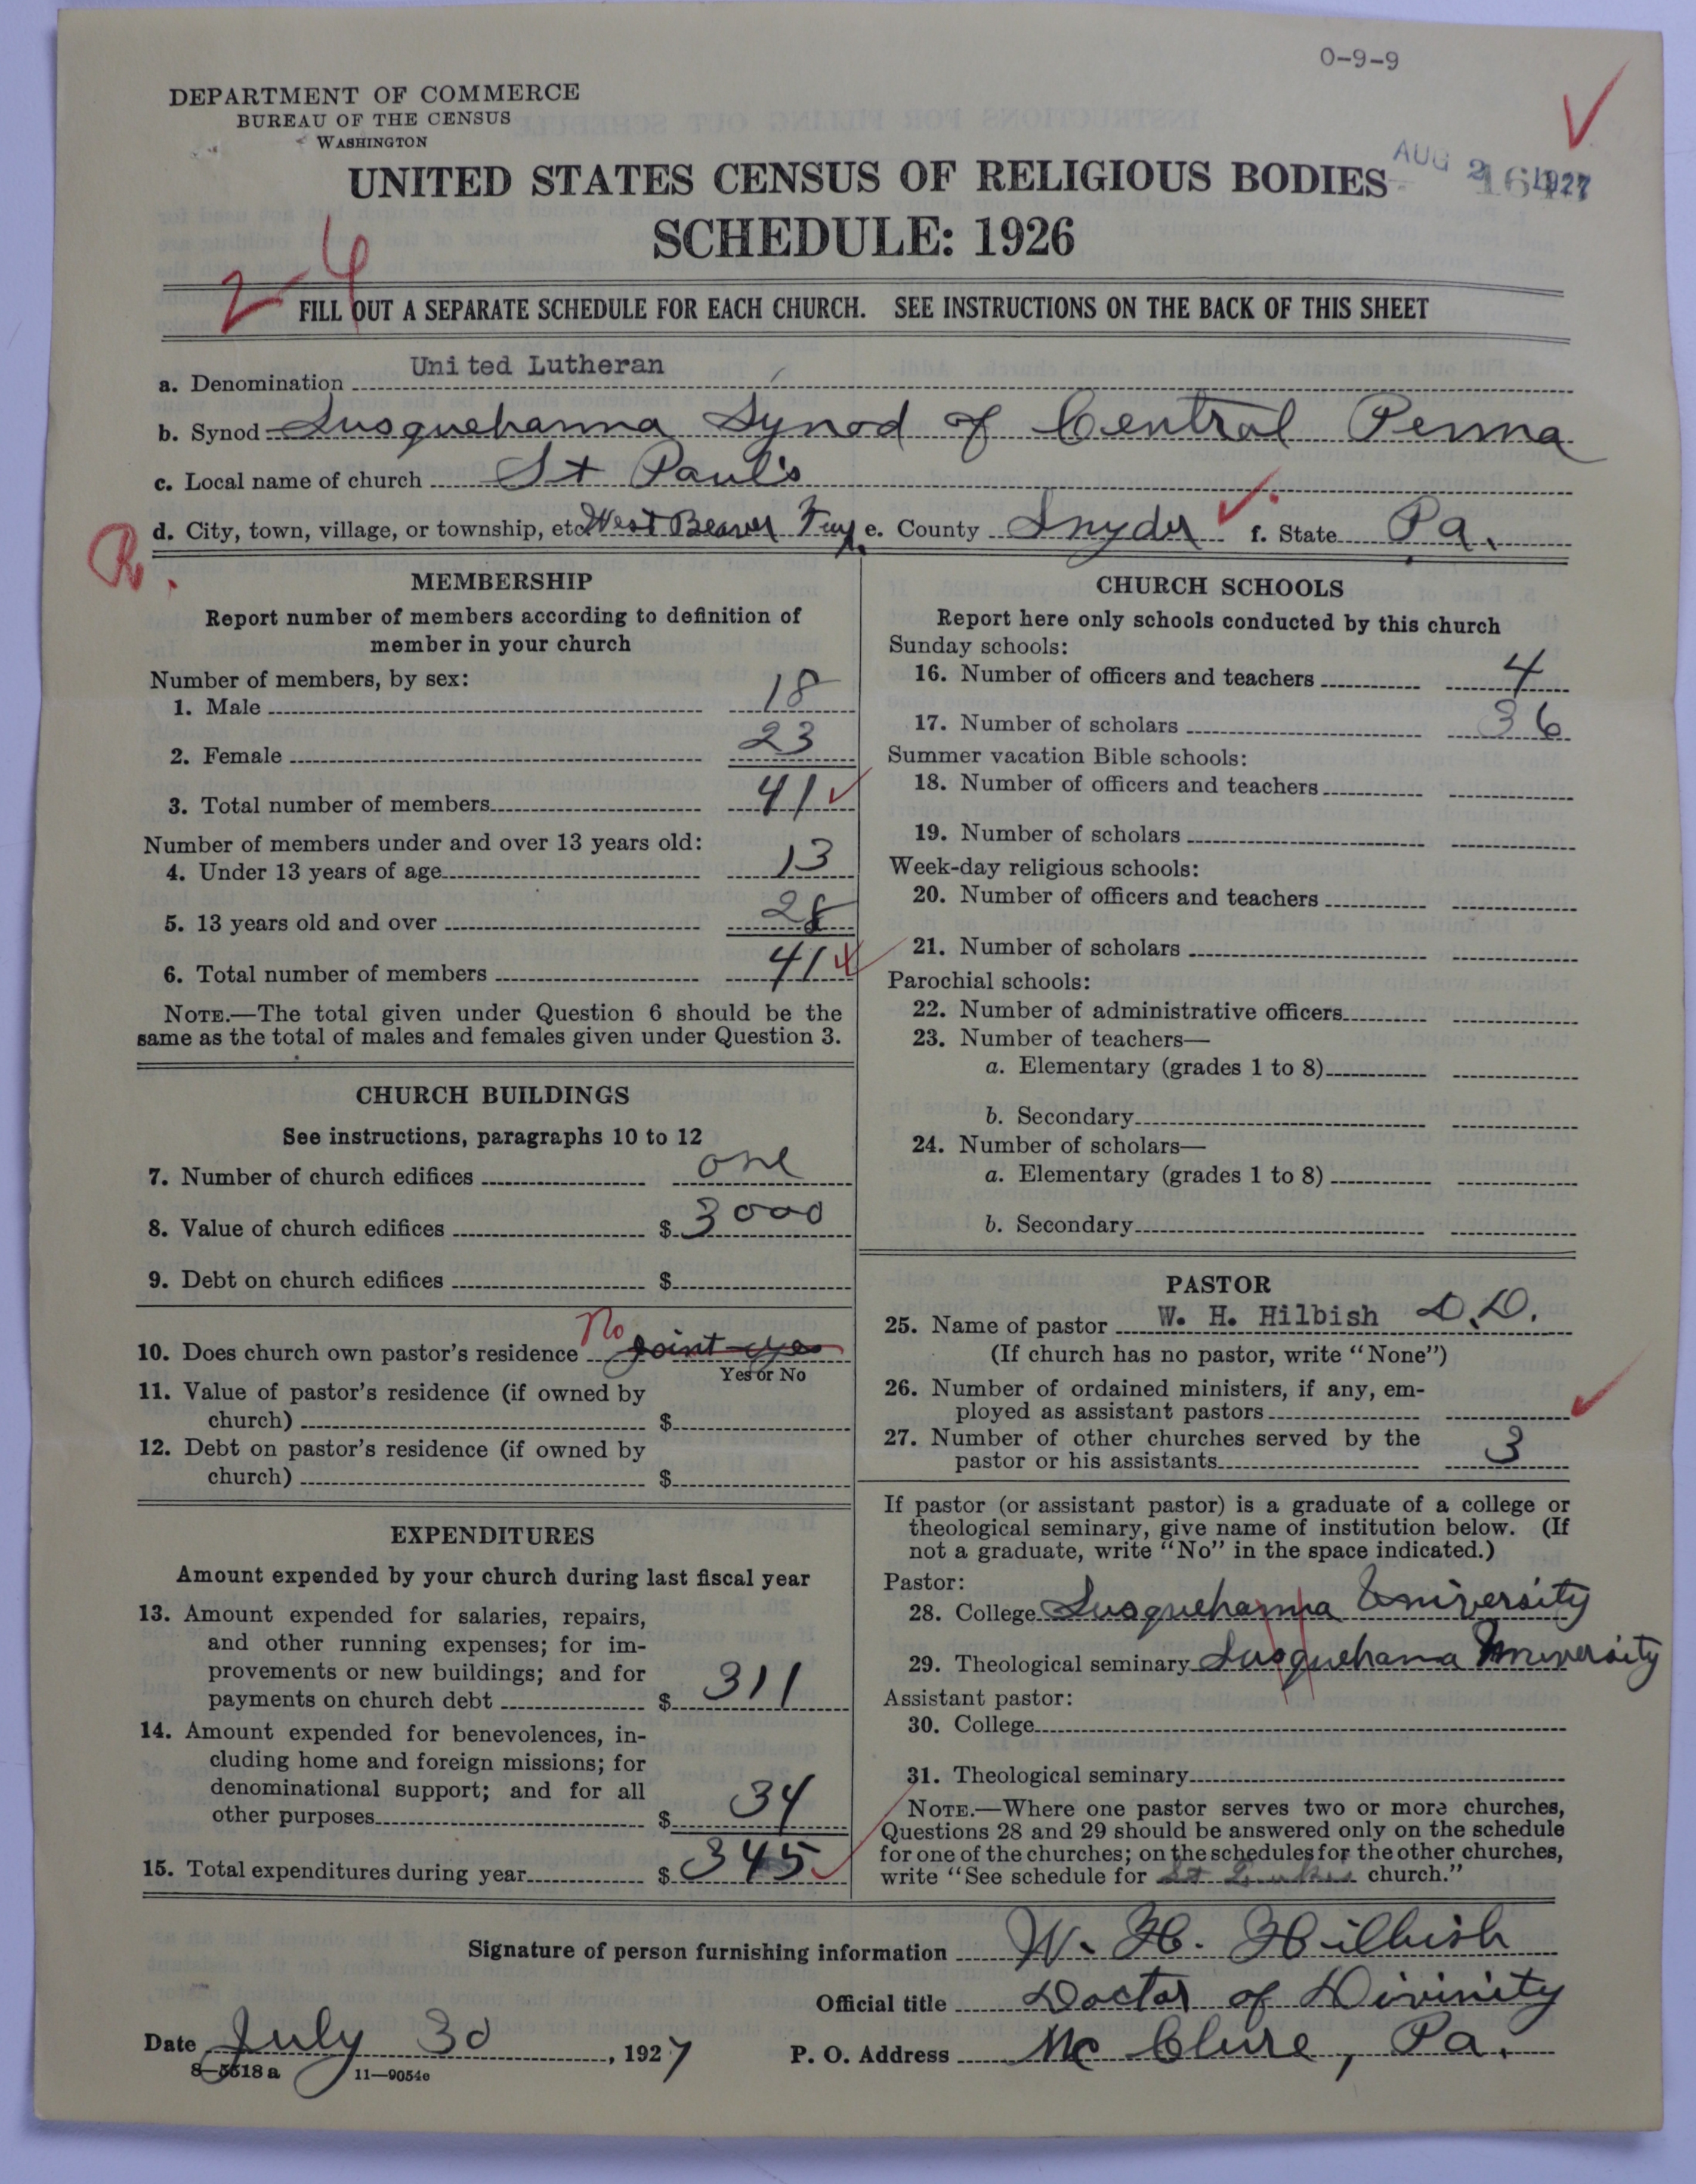 0-9-9
DEPARTMENT OF COMMERCE
BUREAU OF THE CENSUS
WASHINGTON
UNITED STATES CENSUS OF RELIGIOUS BODIES
AUG 2 1927
SCHEDULE: 1926
FILL OUT A SEPARATE SCHEDULE FOR EACH CHURCH. SEE INSTRUCTIONS ON THE BACK OF THIS SHEET
a. Denomination United Lutheran
b. Synod Susquehanna Synod of Central Penna
c. Local name of church St Paul's
d. City, town, village, or township, etc. West Beaver Twp. e. County Snyder f. State Pa.
R.
MEMBERSHIP
Report number of members according to definition of
member in your church
Number of members, by sex:
1. Male 18
2. Female 23
3. Total number of members 41
Number of members under and over 13 years old:
4. Under 13 years of age 13
5. 13 years old and over 28
6. Total number of members 41
NOTE.—The total given under Question 6 should be the
same as the total of males and females given under Question 3.
CHURCH BUILDINGS
See instructions, paragraphs 10 to 12
7. Number of church edifices one
8. Value of church edifices $ 3000
9. Debt on church edifices $
No
10. Does church own pastor's residence joint yes
Yes or No
11. Value of pastor's residence (if owned by
church) $
12. Debt on pastor's residence (if owned by
church) $
EXPENDITURES
Amount expended by your church during last fiscal year
13. Amount expended for salaries, repairs,
and other running expenses; for im-
provements or new buildings; and for
payments on church debt $ 311
14. Amount expended for benevolences, in-
cluding home and foreign missions; for
denominational support; and for all
other purposes $ 34
15. Total expenditures during year $ 345
CHURCH SCHOOLS
Report here only schools conducted by this church
Sunday schools:
16. Number of officers and teachers 4
17. Number of scholars 36
Summer vacation Bible schools:
18. Number of officers and teachers
19. Number of scholars
Week-day religious schools:
20. Number of officers and teachers
21. Number of scholars
Parochial schools:
22. Number of administrative officers
23. Number of teachers—
a. Elementary (grades 1 to 8)
b. Secondary
24. Number of scholars—
a. Elementary (grades 1 to 8)
b. Secondary
PASTOR
25. Name of pastor W. H. Hilbish D.D.
(If church has no pastor, write "None")
26. Number of ordained ministers, if any, em-
ployed as assistant pastors
27. Number of other churches served by the
pastor or his assistants 3
If pastor (or assistant pastor) is a graduate of a college or
theological seminary, give name of institution below. (If
not a graduate, write "No" in the space indicated.)
Pastor:
28. College Susquehanna University
29. Theological seminary Susquehana University
Assistant pastor:
30. College
31. Theological seminary
NOTE.—Where one pastor serves two or more churches,
Questions 28 and 29 should be answered only on the schedule
for one of the churches; on the schedules for the other churches,
write "See schedule for St church."
Signature of person furnishing information W. H. Hilbish
Official title Doctor of Divinity
Date July 30, 1927 P. O. Address Mc Clure, Pa.
8-5618 a 11—9054e